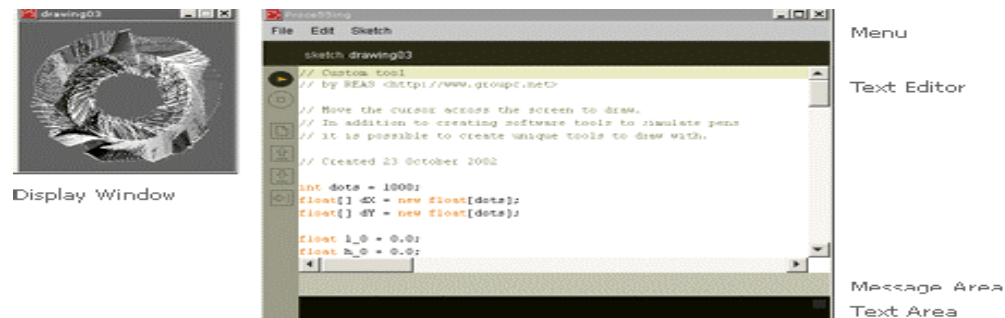 drawing03
Display Window
Proce55ing
File Edit Sketch
sketch drawing03
// Custom tool
// by REAS <http://www.groupc.net>
// Move the cursor across the screen to draw.
// In addition to creating software tools to simulate pens
// it is possible to create unique tools to draw with.
// Created 23 October 2002
int dots = 1000;
float[] dX = new float[dots];
float[] dY = new float[dots];
float l_0 = 0.0;
float h_0 = 0.0;
Menu
Text Editor
Message Area
Text Area